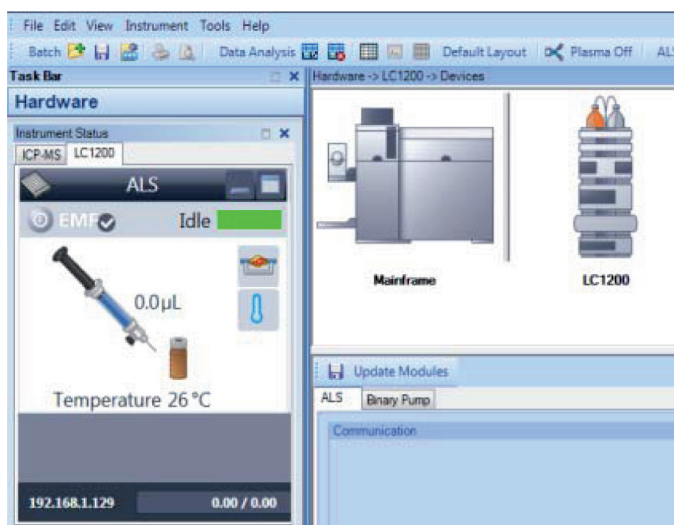 File Edit View Instrument Tools Help
Batch Data Analysis Default Layout Plasma Off
Task Bar
Hardware -> LC1200 -> Devices
Hardware
Instrument Status
ICP-MS LC1200
ALS
EMF Idle
0.0 µL
Temperature 26 °C
192.168.1.129 0.00 / 0.00
Mainframe LC1200
Update Modules
ALS Binary Pump
Communication